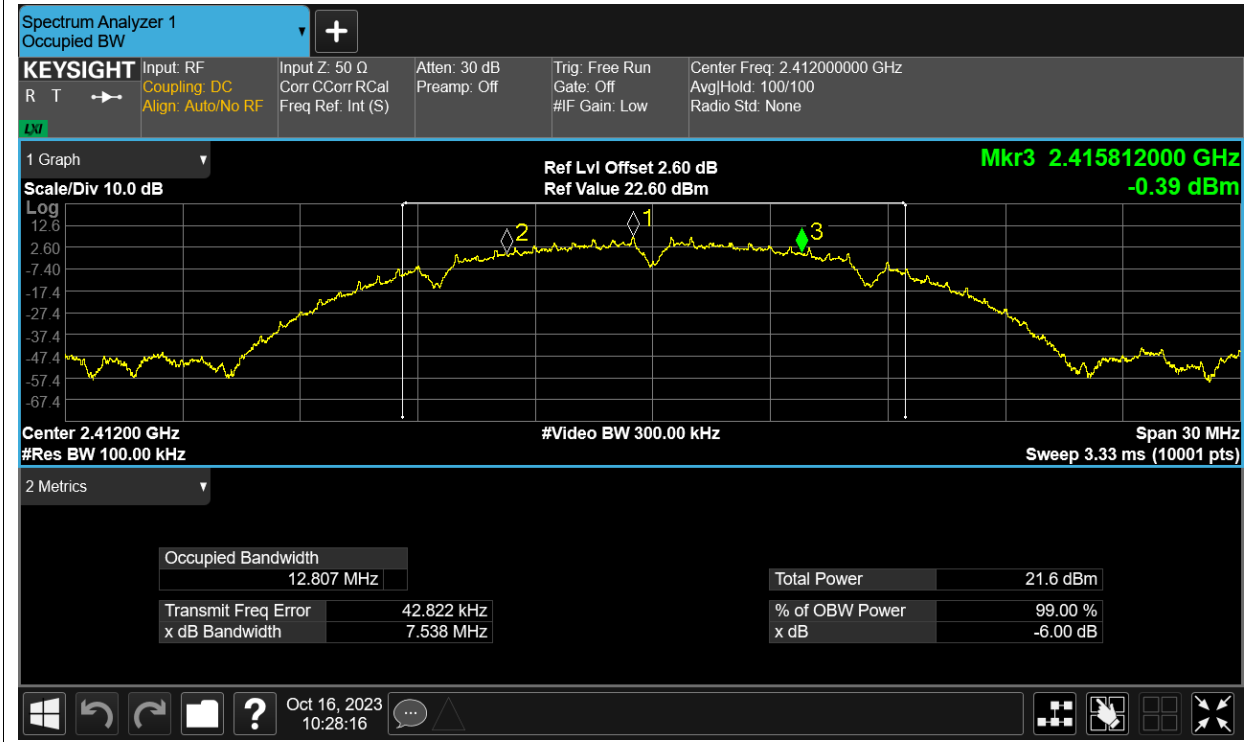 Spectrum Analyzer 1
Occupied BW
KEYSIGHT
R T
LXI
Input: RF
Coupling: DC
Align: Auto/No RF
Input Z: 50 Ω
Corr CCorr RCal
Freq Ref: Int (S)
Atten: 30 dB
Preamp: Off
Trig: Free Run
Gate: Off
#IF Gain: Low
Center Freq: 2.412000000 GHz
Avg|Hold: 100/100
Radio Std: None
1 Graph
Scale/Div 10.0 dB
Ref Lvl Offset 2.60 dB
Ref Value 22.60 dBm
Mkr3 2.415812000 GHz
-0.39 dBm
Log
12.6
2.60
-7.40
-17.4
-27.4
-37.4
-47.4
-57.4
-67.4
2
1
3
Center 2.41200 GHz
#Res BW 100.00 kHz
#Video BW 300.00 kHz
Span 30 MHz
Sweep 3.33 ms (10001 pts)
2 Metrics
Occupied Bandwidth
12.807 MHz
Transmit Freq Error 42.822 kHz
x dB Bandwidth 7.538 MHz
Total Power 21.6 dBm
% of OBW Power 99.00 %
x dB -6.00 dB
?
Oct 16, 2023
10:28:16